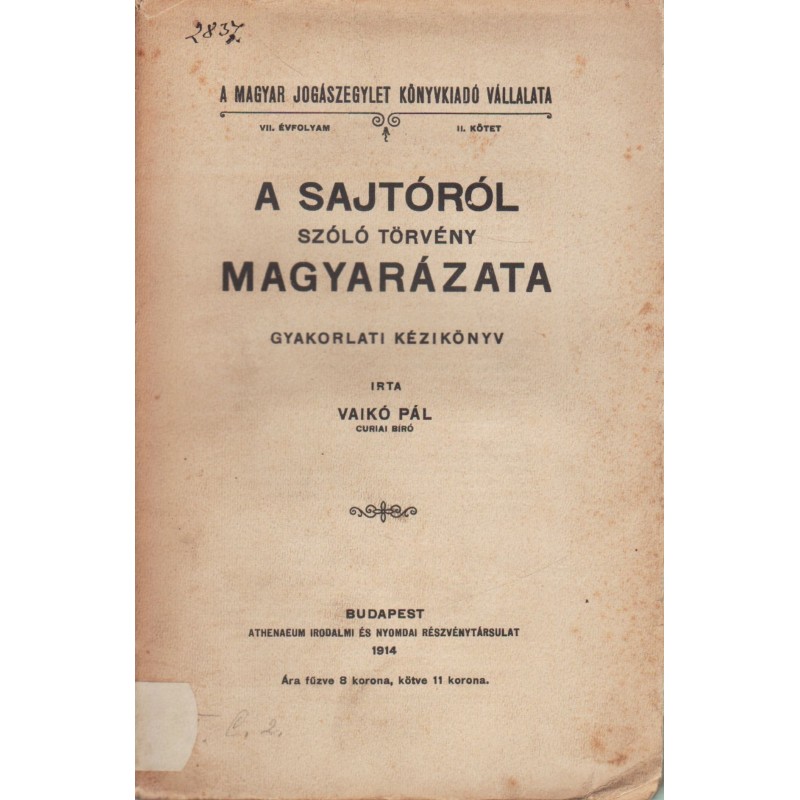 2837.
A MAGYAR JOGÁSZEGYLET KÖNYVKIADÓ VÁLLALATA
VII. ÉVFOLYAM II. KÖTET
A SAJTÓRÓL
SZÓLÓ TÖRVÉNY
MAGYARÁZATA
GYAKORLATI KÉZIKÖNYV
IRTA
VAIKÓ PÁL
CURIAI BÍRÓ
BUDAPEST
ATHENAEUM IRODALMI ÉS NYOMDAI RÉSZVÉNYTÁRSULAT
1914
Ára fűzve 8 korona, kötve 11 korona.
C. 2.